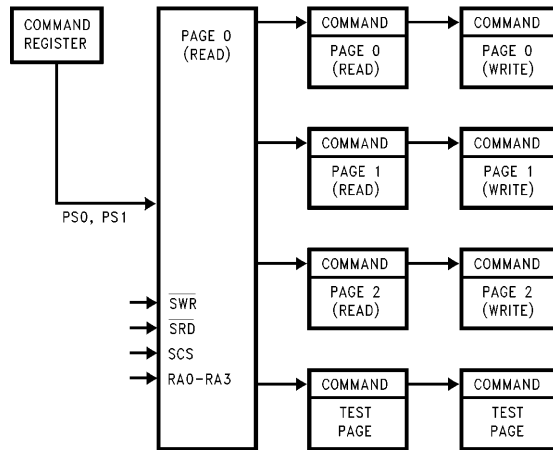 COMMAND
REGISTER
PS0, PS1
PAGE 0
(READ)
SWR
SRD
SCS
RA0-RA3
COMMAND
PAGE 0
(READ)
COMMAND
PAGE 0
(WRITE)
COMMAND
PAGE 1
(READ)
COMMAND
PAGE 1
(WRITE)
COMMAND
PAGE 2
(READ)
COMMAND
PAGE 2
(WRITE)
COMMAND
TEST
PAGE
COMMAND
TEST
PAGE